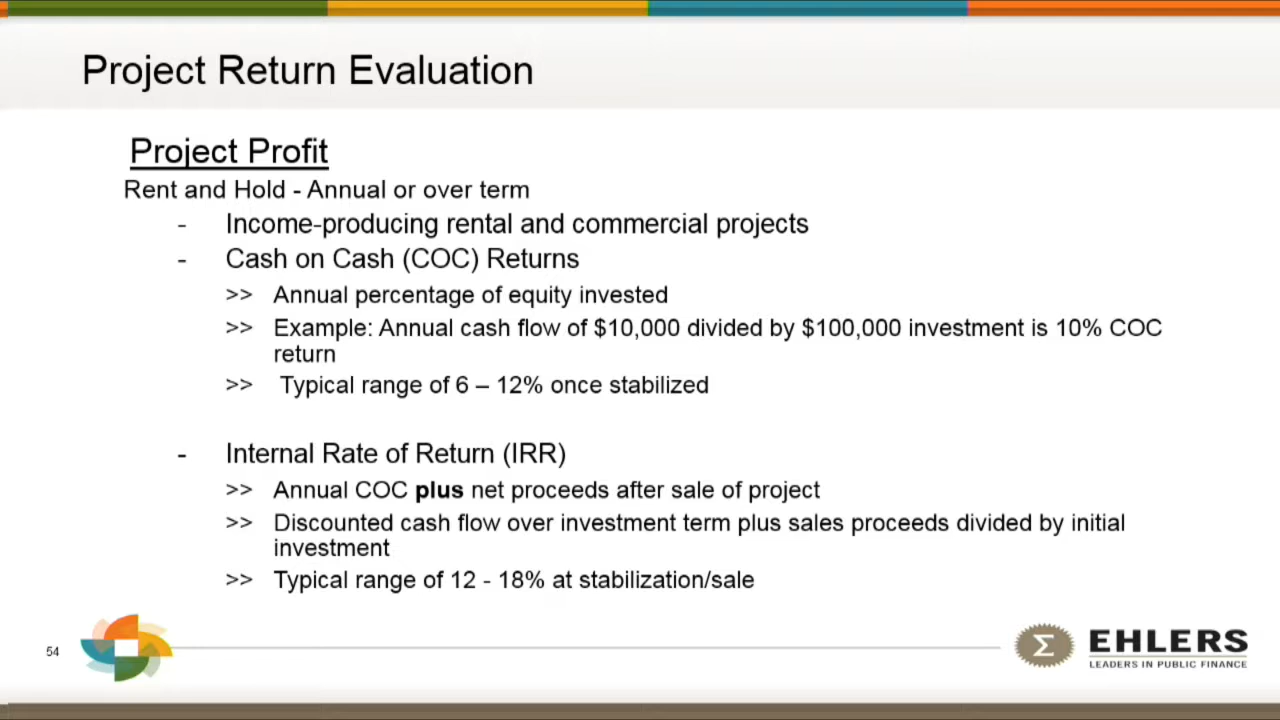 Project Return Evaluation
Project Profit
Rent and Hold - Annual or over term
- Income-producing rental and commercial projects
- Cash on Cash (COC) Returns
>> Annual percentage of equity invested
>> Example: Annual cash flow of $10,000 divided by $100,000 investment is 10% COC
return
>> Typical range of 6 – 12% once stabilized
- Internal Rate of Return (IRR)
>> Annual COC plus net proceeds after sale of project
>> Discounted cash flow over investment term plus sales proceeds divided by initial
investment
>> Typical range of 12 - 18% at stabilization/sale
54
Σ
EHLERS
LEADERS IN PUBLIC FINANCE